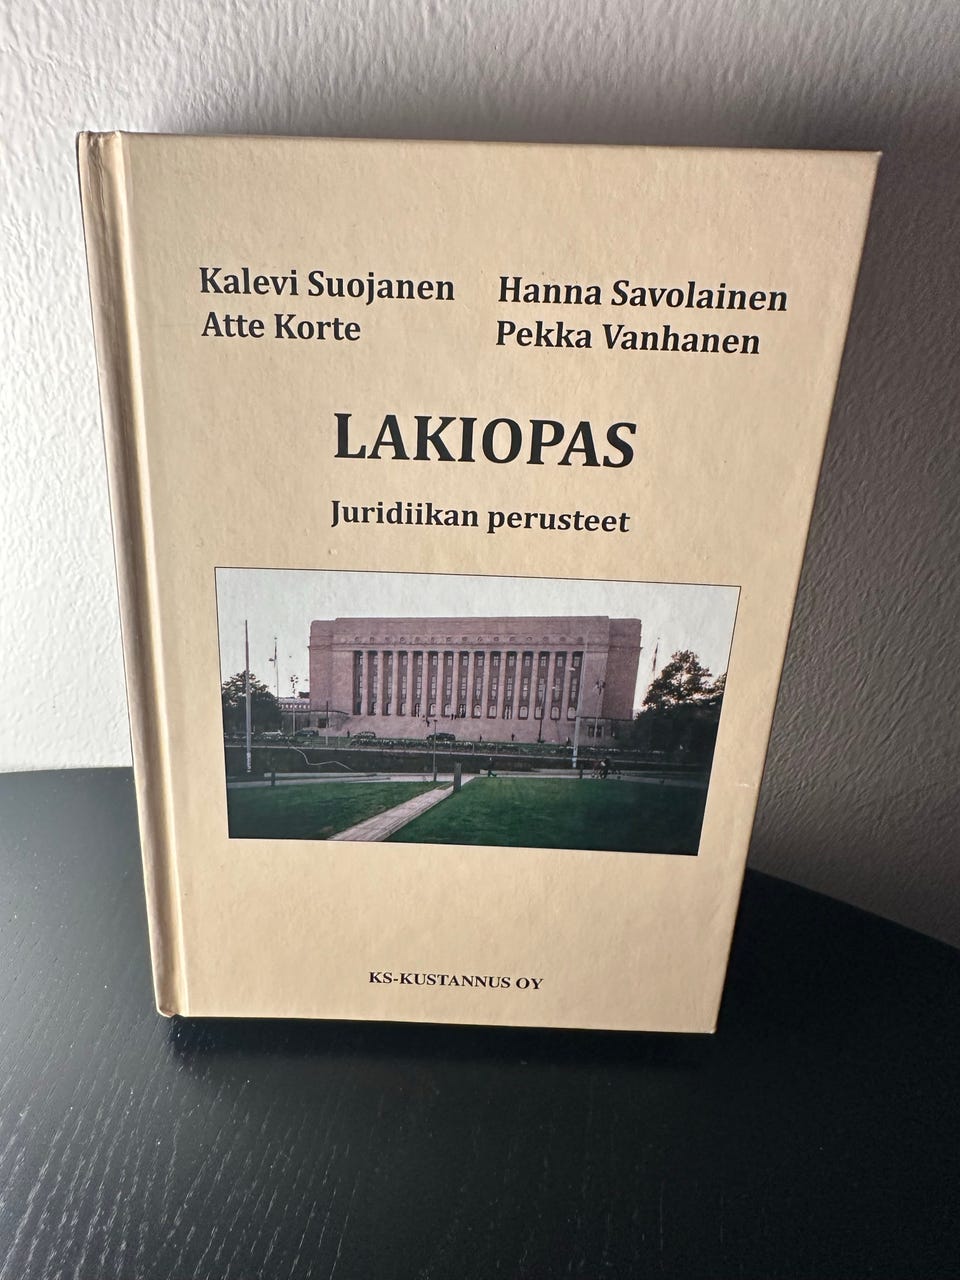 Kalevi Suojanen Hanna Savolainen
Atte Korte Pekka Vanhanen
LAKIOPAS
Juridiikan perusteet
KS-KUSTANNUS OY